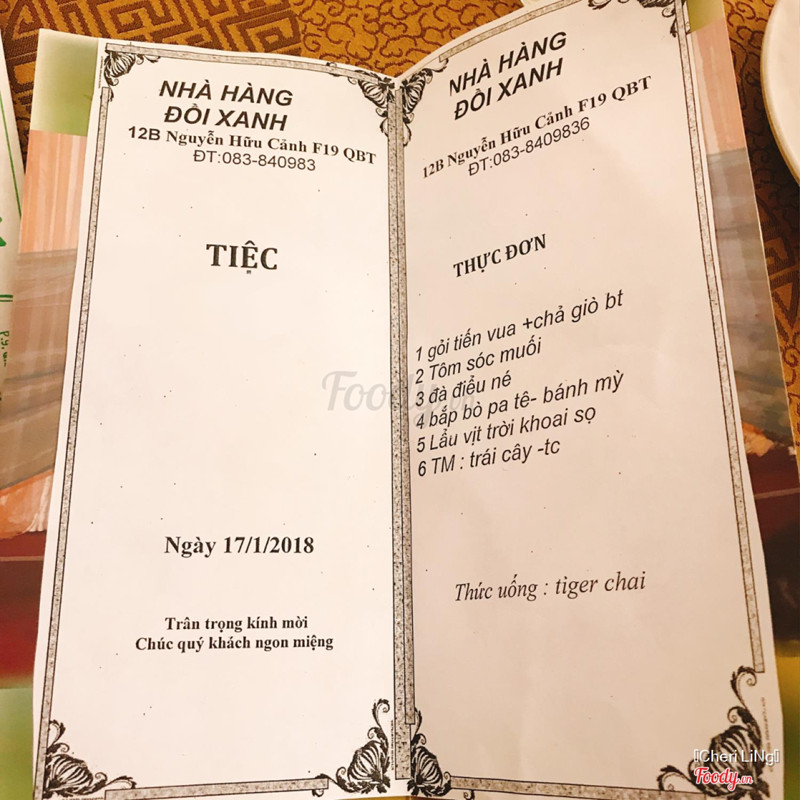 NHÀ HÀNG
ĐỒI XANH
12B Nguyễn Hữu Cảnh F19 QBT
ĐT:083-840983
TIỆC
Ngày 17/1/2018
Trân trọng kính mời
Chúc quý khách ngon miệng
NHÀ HÀNG
ĐỒI XANH
12B Nguyễn Hữu Cảnh F19 QBT
ĐT:083-8409836
THỰC ĐƠN
1 gỏi tiến vua +chả giò bt
2 Tôm sóc muối
3 đà điểu né
4 bắp bò pa tê- bánh mỳ
5 Lẩu vịt trời khoai sọ
6 TM : trái cây -tc
Thức uống : tiger chai
Foody.vn
[Cheri LiNg]
Foody.vn